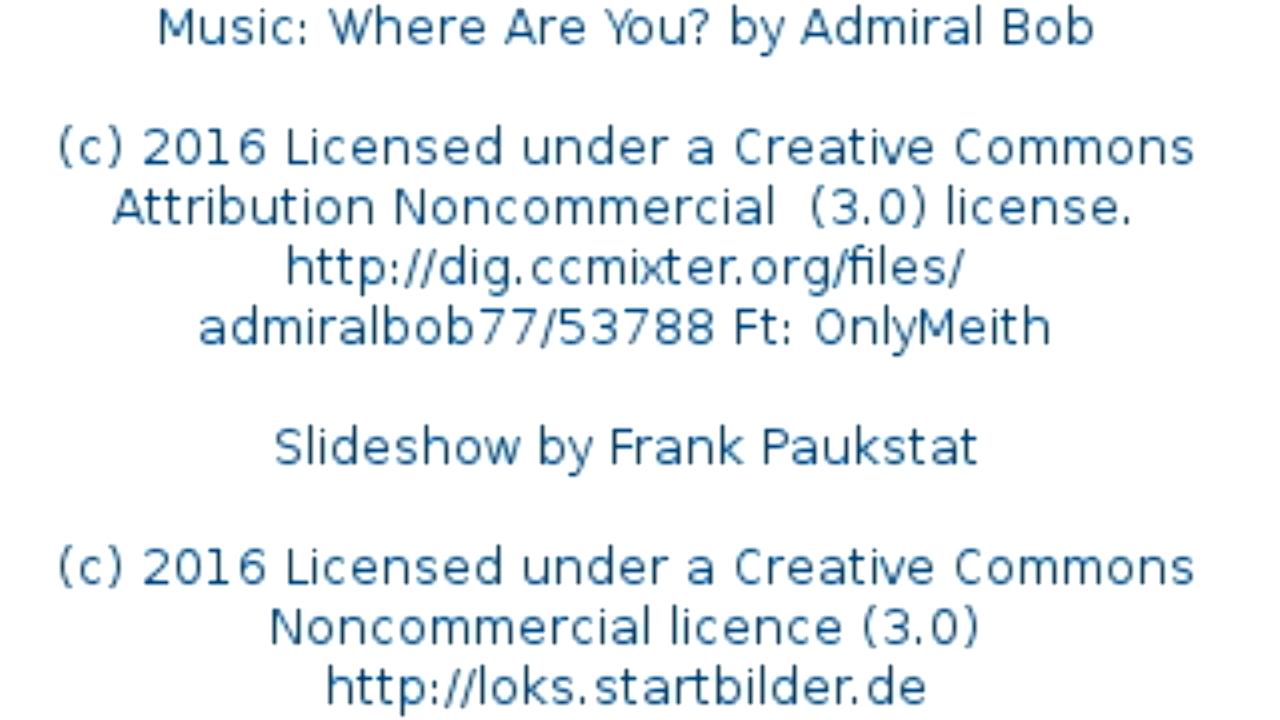 Music: Where Are You? by Admiral Bob
(c) 2016 Licensed under a Creative Commons
Attribution Noncommercial  (3.0) license.
http://dig.ccmixter.org/files/
admiralbob77/53788 Ft: OnlyMeith
Slideshow by Frank Paukstat
(c) 2016 Licensed under a Creative Commons
Noncommercial licence (3.0)
http://loks.startbilder.de